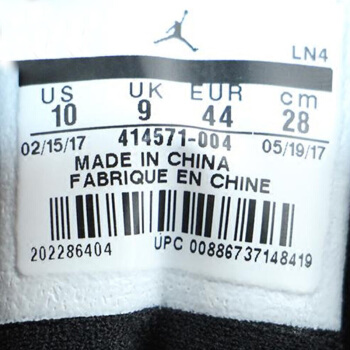 LN4
US UK EUR cm
10 9 44 28
02/15/17 414571-004 05/19/17
MADE IN CHINA
FABRIQUE EN CHINE
202286404 UPC 00886737148419